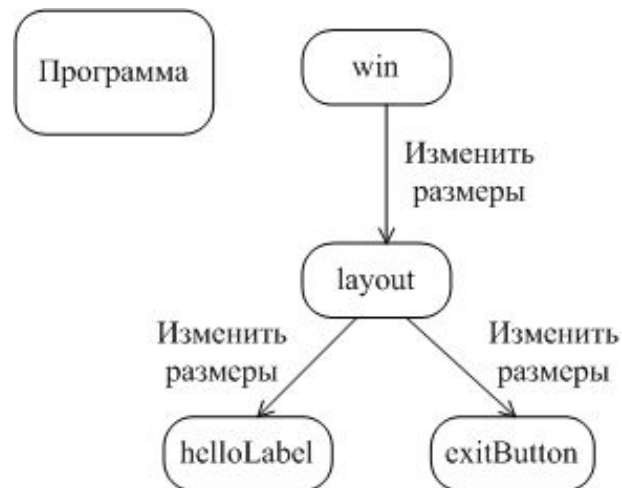 Программа
win
Изменить
размеры
layout
Изменить
размеры
Изменить
размеры
helloLabel
exitButton